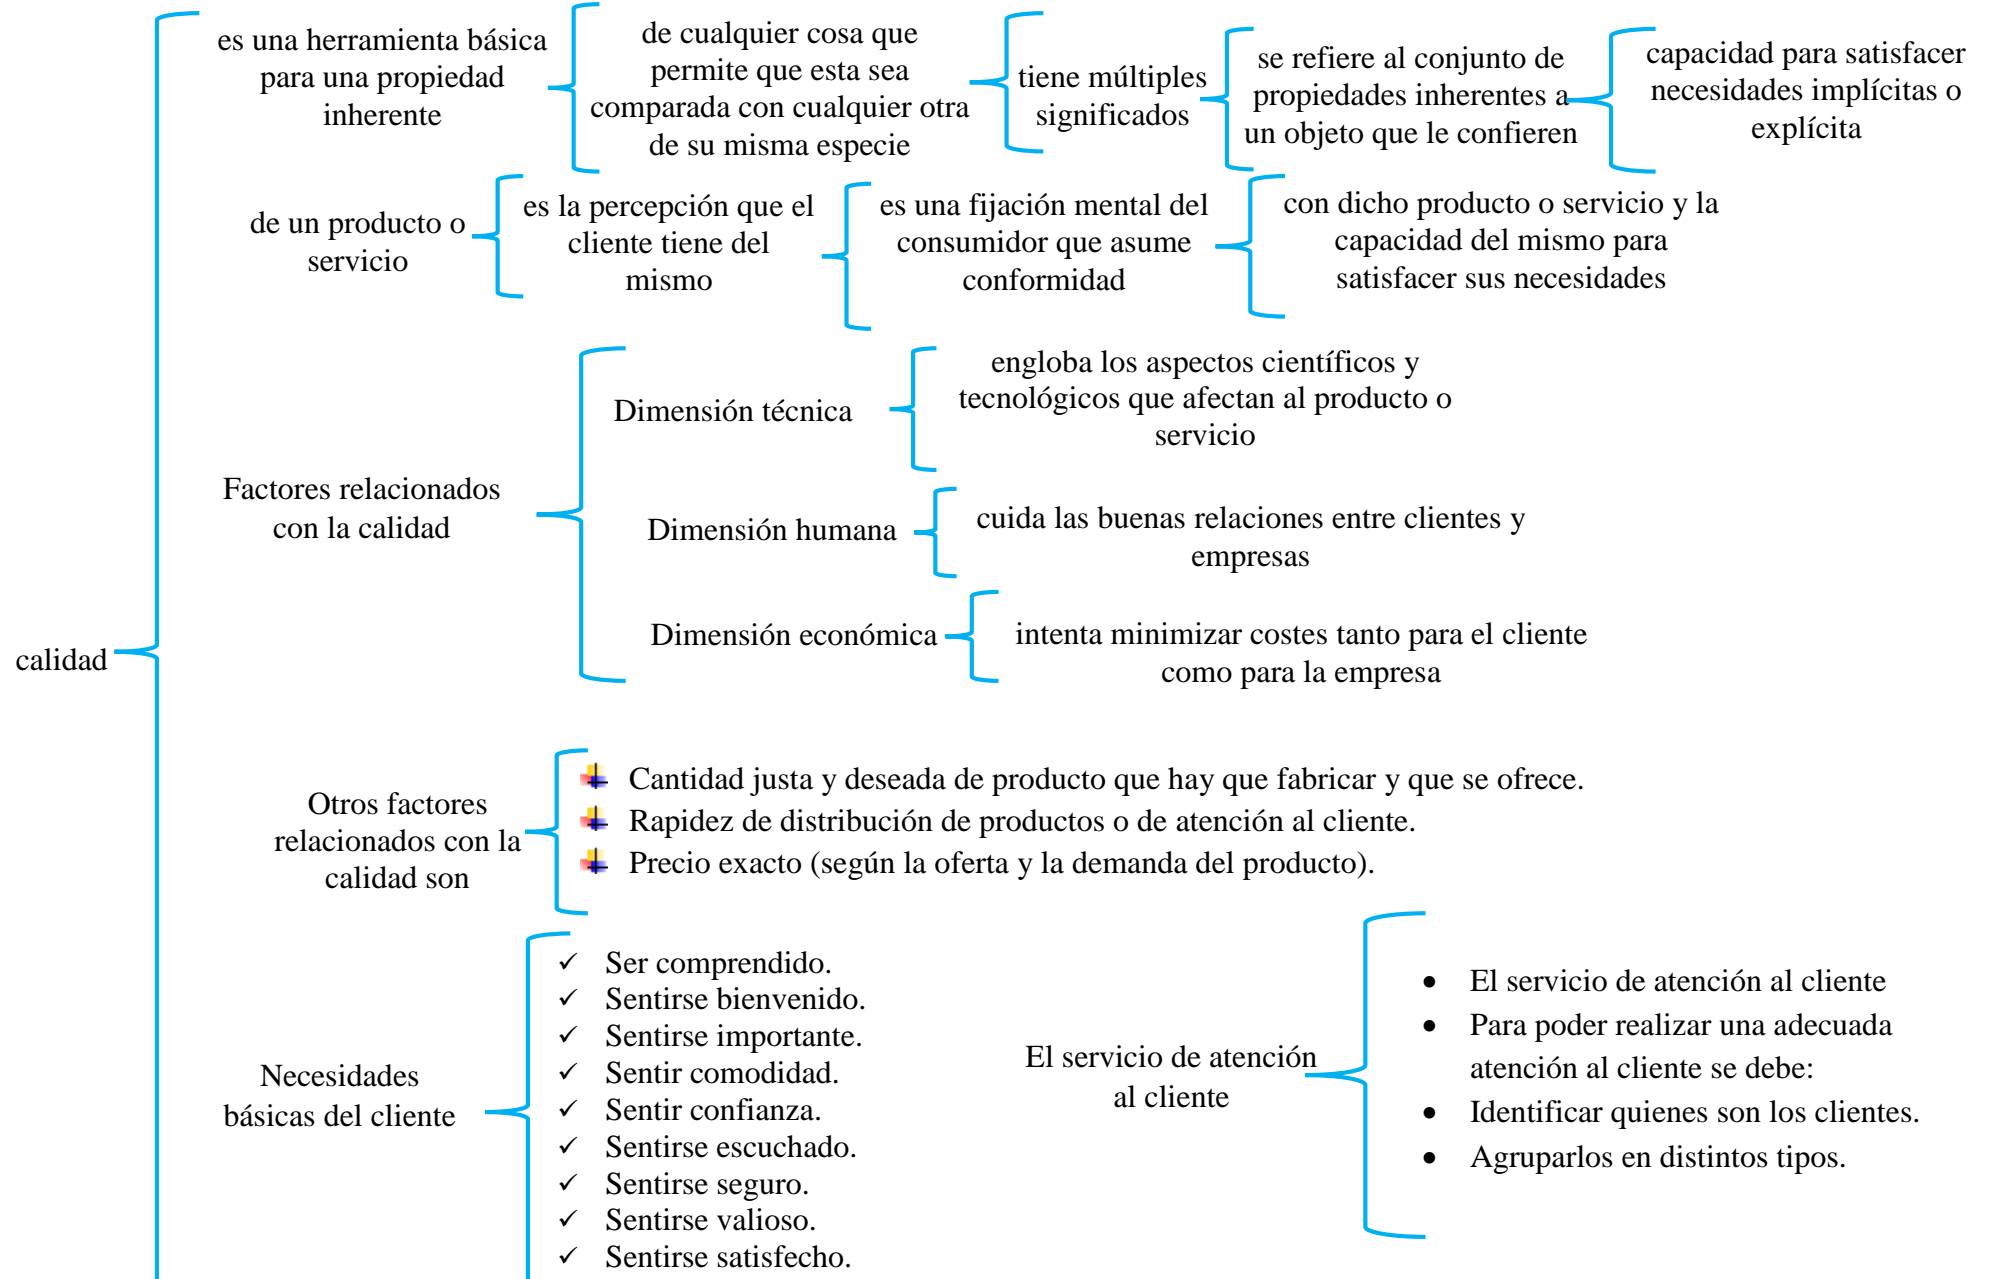 calidad
es una herramienta básica
para una propiedad
inherente
de cualquier cosa que
permite que esta sea
comparada con cualquier otra
de su misma especie
tiene múltiples
significados
se refiere al conjunto de
propiedades inherentes a
un objeto que le confieren
capacidad para satisfacer
necesidades implícitas o
explícita
de un producto o
servicio
es la percepción que el
cliente tiene del
mismo
es una fijación mental del
consumidor que asume
conformidad
con dicho producto o servicio y la
capacidad del mismo para
satisfacer sus necesidades
Factores relacionados
con la calidad
Dimensión técnica
engloba los aspectos científicos y
tecnológicos que afectan al producto o
servicio
Dimensión humana
cuida las buenas relaciones entre clientes y
empresas
Dimensión económica
intenta minimizar costes tanto para el cliente
como para la empresa
Otros factores
relacionados con la
calidad son
Cantidad justa y deseada de producto que hay que fabricar y que se ofrece.
Rapidez de distribución de productos o de atención al cliente.
Precio exacto (según la oferta y la demanda del producto).
Necesidades
básicas del cliente
✓ Ser comprendido.
✓ Sentirse bienvenido.
✓ Sentirse importante.
✓ Sentir comodidad.
✓ Sentir confianza.
✓ Sentirse escuchado.
✓ Sentirse seguro.
✓ Sentirse valioso.
✓ Sentirse satisfecho.
El servicio de atención
al cliente
• El servicio de atención al cliente
• Para poder realizar una adecuada
atención al cliente se debe:
• Identificar quienes son los clientes.
• Agruparlos en distintos tipos.